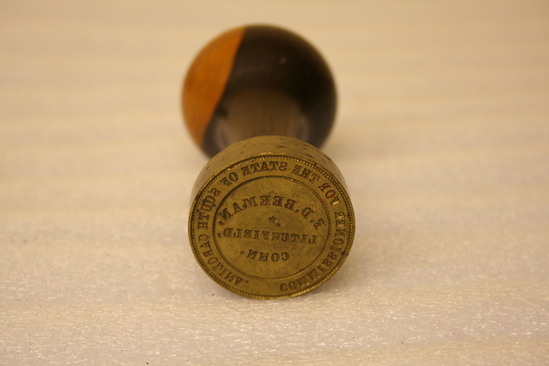 COMMISSIONER FOR THE STATE OF SOUTH CAROLINA.
F.D. BEEMAN.
LITCHFIELD.
CONN.